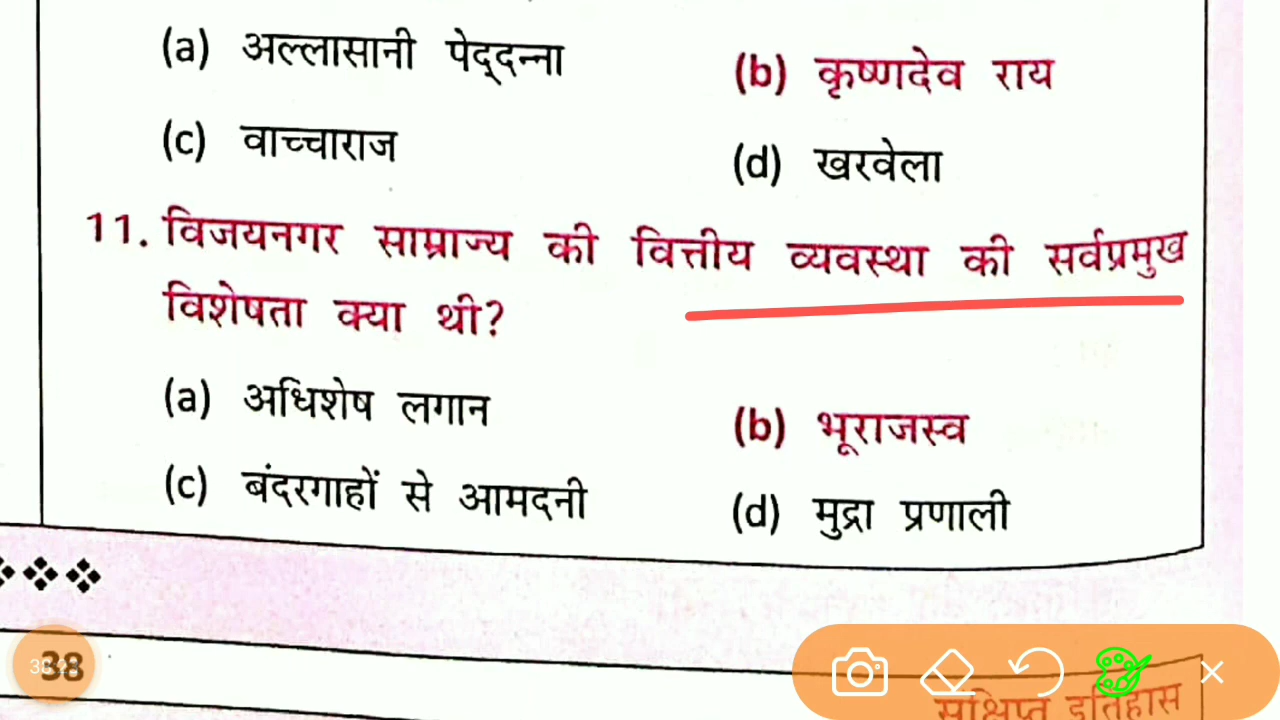 (a) अल्लासानी पेद्दन्ना
(b) कृष्णदेव राय
(c) वाच्चाराज
(d) खरवेला
11. विजयनगर साम्राज्य की वित्तीय व्यवस्था की सर्वप्रमुख
विशेषता क्या थी?
(a) अधिशेष लगान
(b) भूराजस्व
(c) बंदरगाहों से आमदनी
(d) मुद्रा प्रणाली
38
संक्षिप्त इतिहास